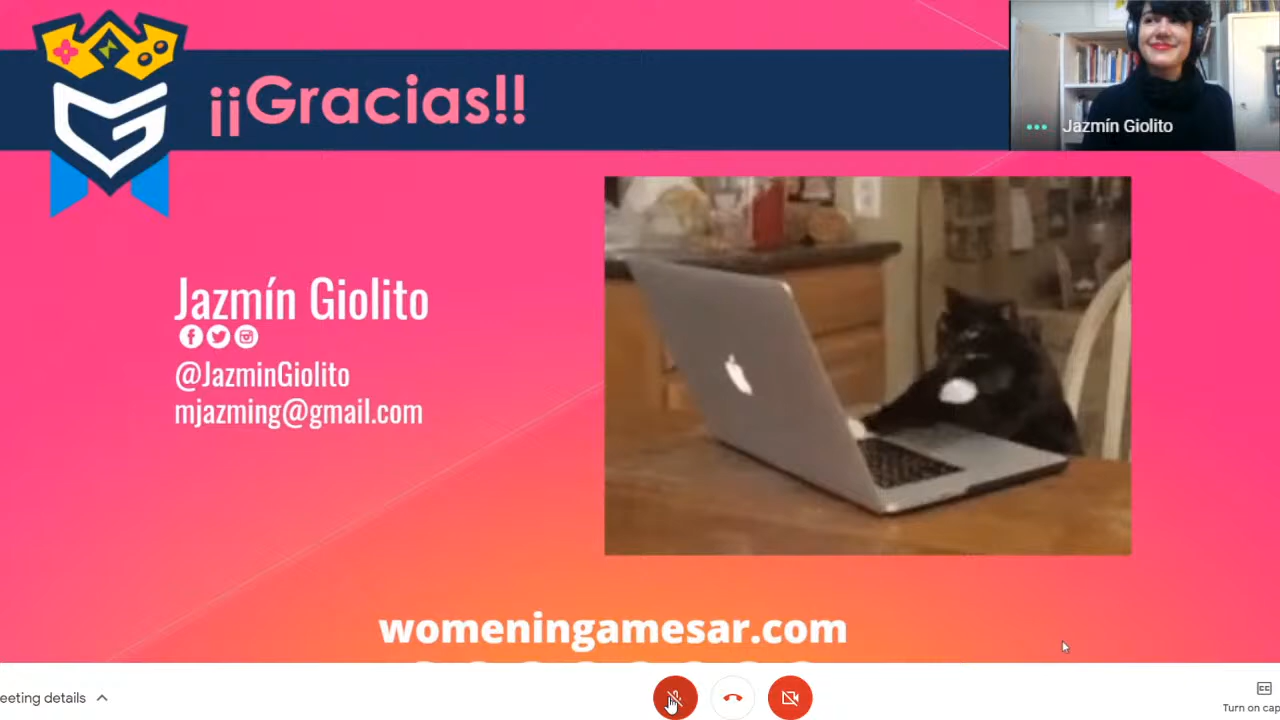 ¡¡Gracias!!
Jazmín Giolito
Jazmín Giolito
@JazminGiolito
mjazming@gmail.com
womeningamesar.com
eeting details
Turn on cap